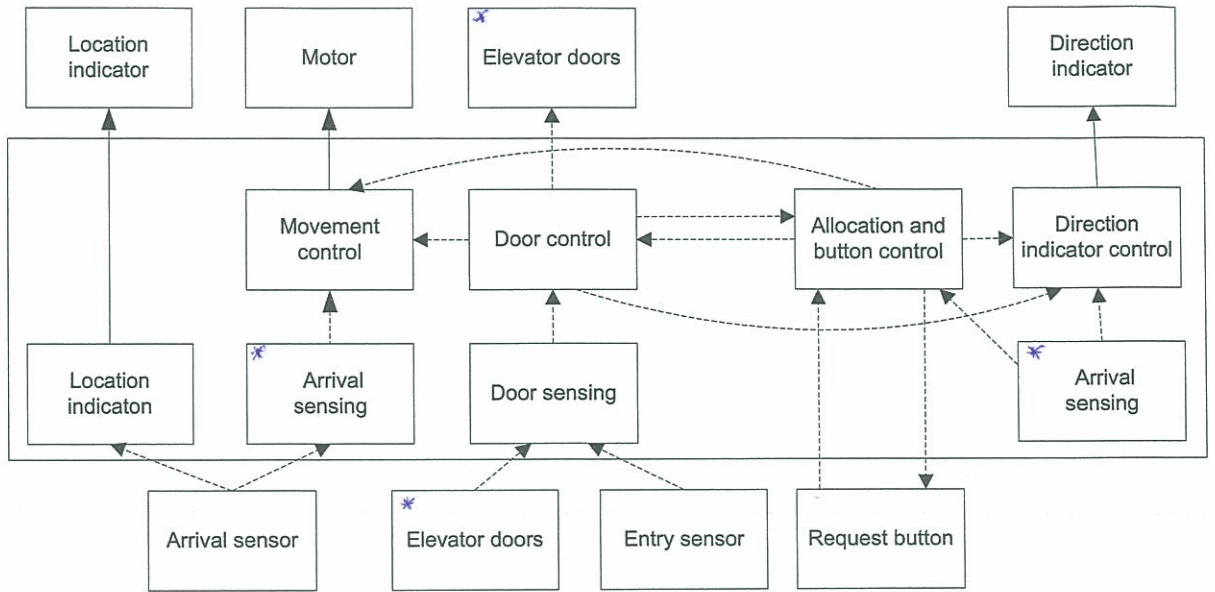 Location
indicator
Motor
Elevator doors
Direction
indicator
Movement
control
Door control
Allocation and
button control
Direction
indicator control
Location
indicaton
Arrival
sensing
Door sensing
Arrival
sensing
Arrival sensor
Elevator doors
Entry sensor
Request button